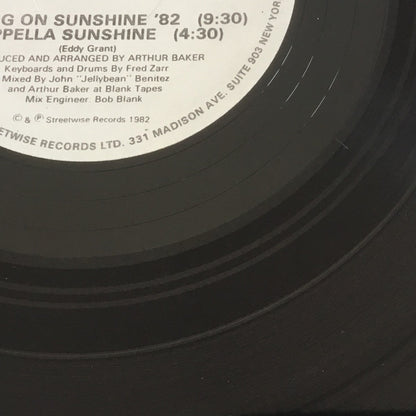 G ON SUNSHINE '82 (9:30)
PPELLA SUNSHINE (4:30)
(Eddy Grant)
DUCED AND ARRANGED BY ARTHUR BAKER
Keyboards and Drums By Fred Zarr
Mixed By John "Jellybean" Benitez
and Arthur Baker at Blank Tapes
Mix Engineer: Bob Blank
© & ℗ Streetwise Records 1982
REETWISE RECORDS LTD. 331 MADISON AVE. SUITE 903 NEW YORK